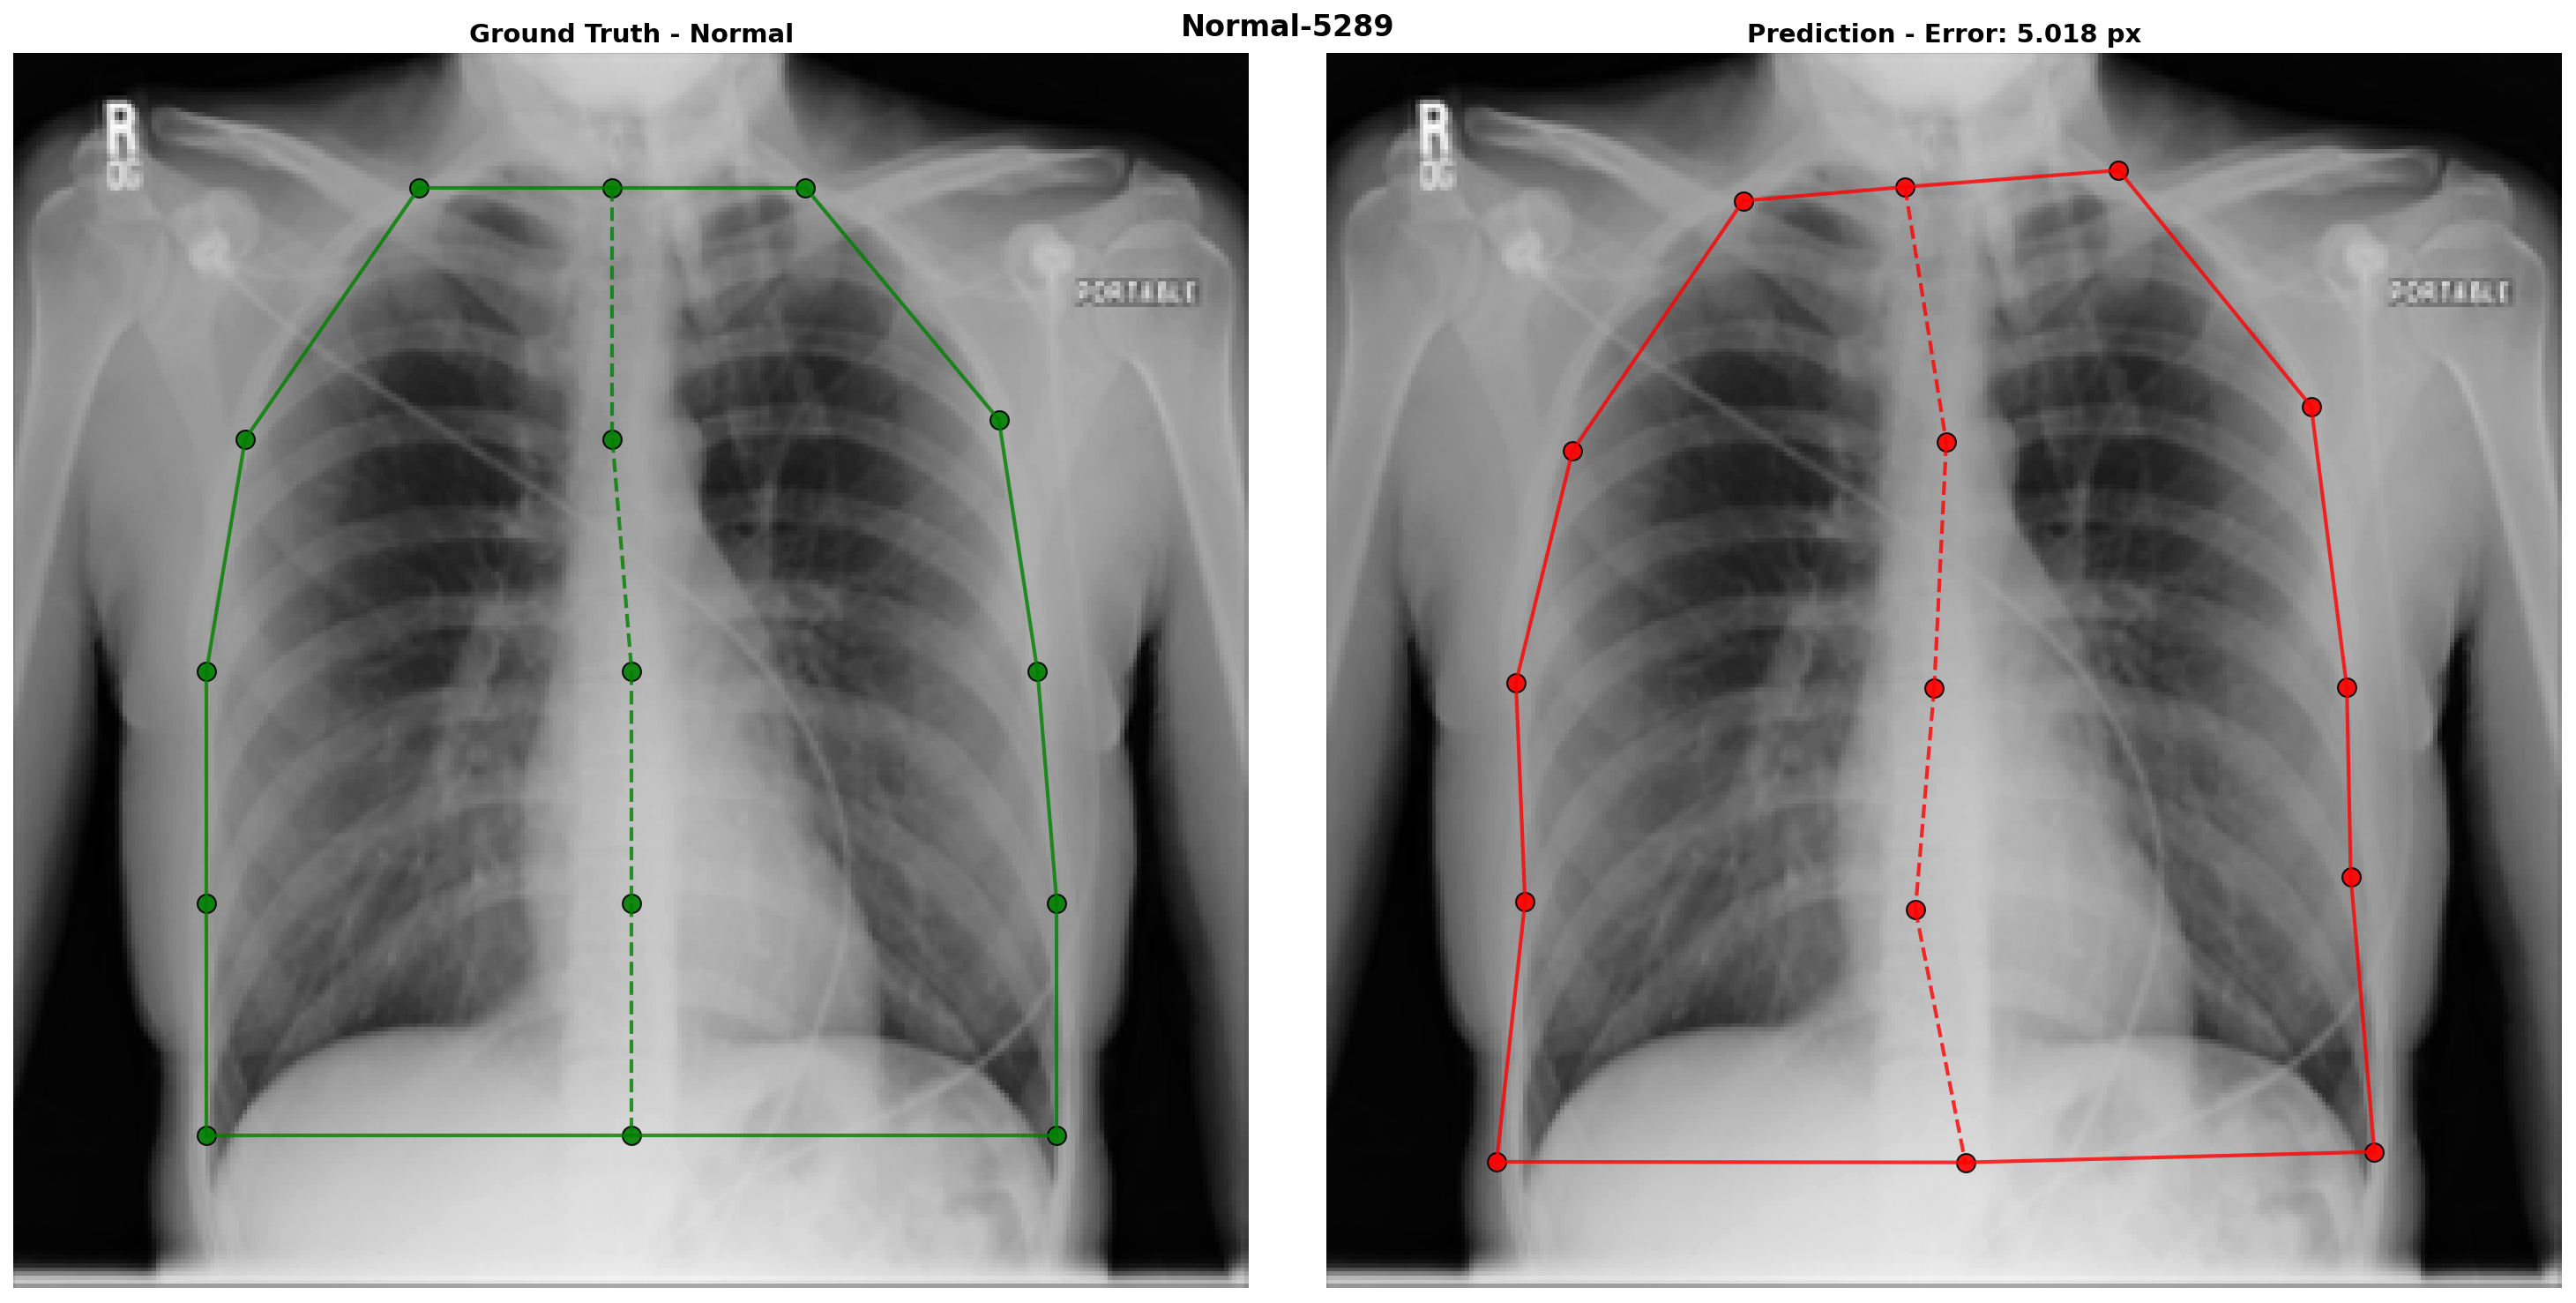 Normal-5289
Ground Truth - Normal
Prediction - Error: 5.018 px
R
PORTABLE
R
PORTABLE